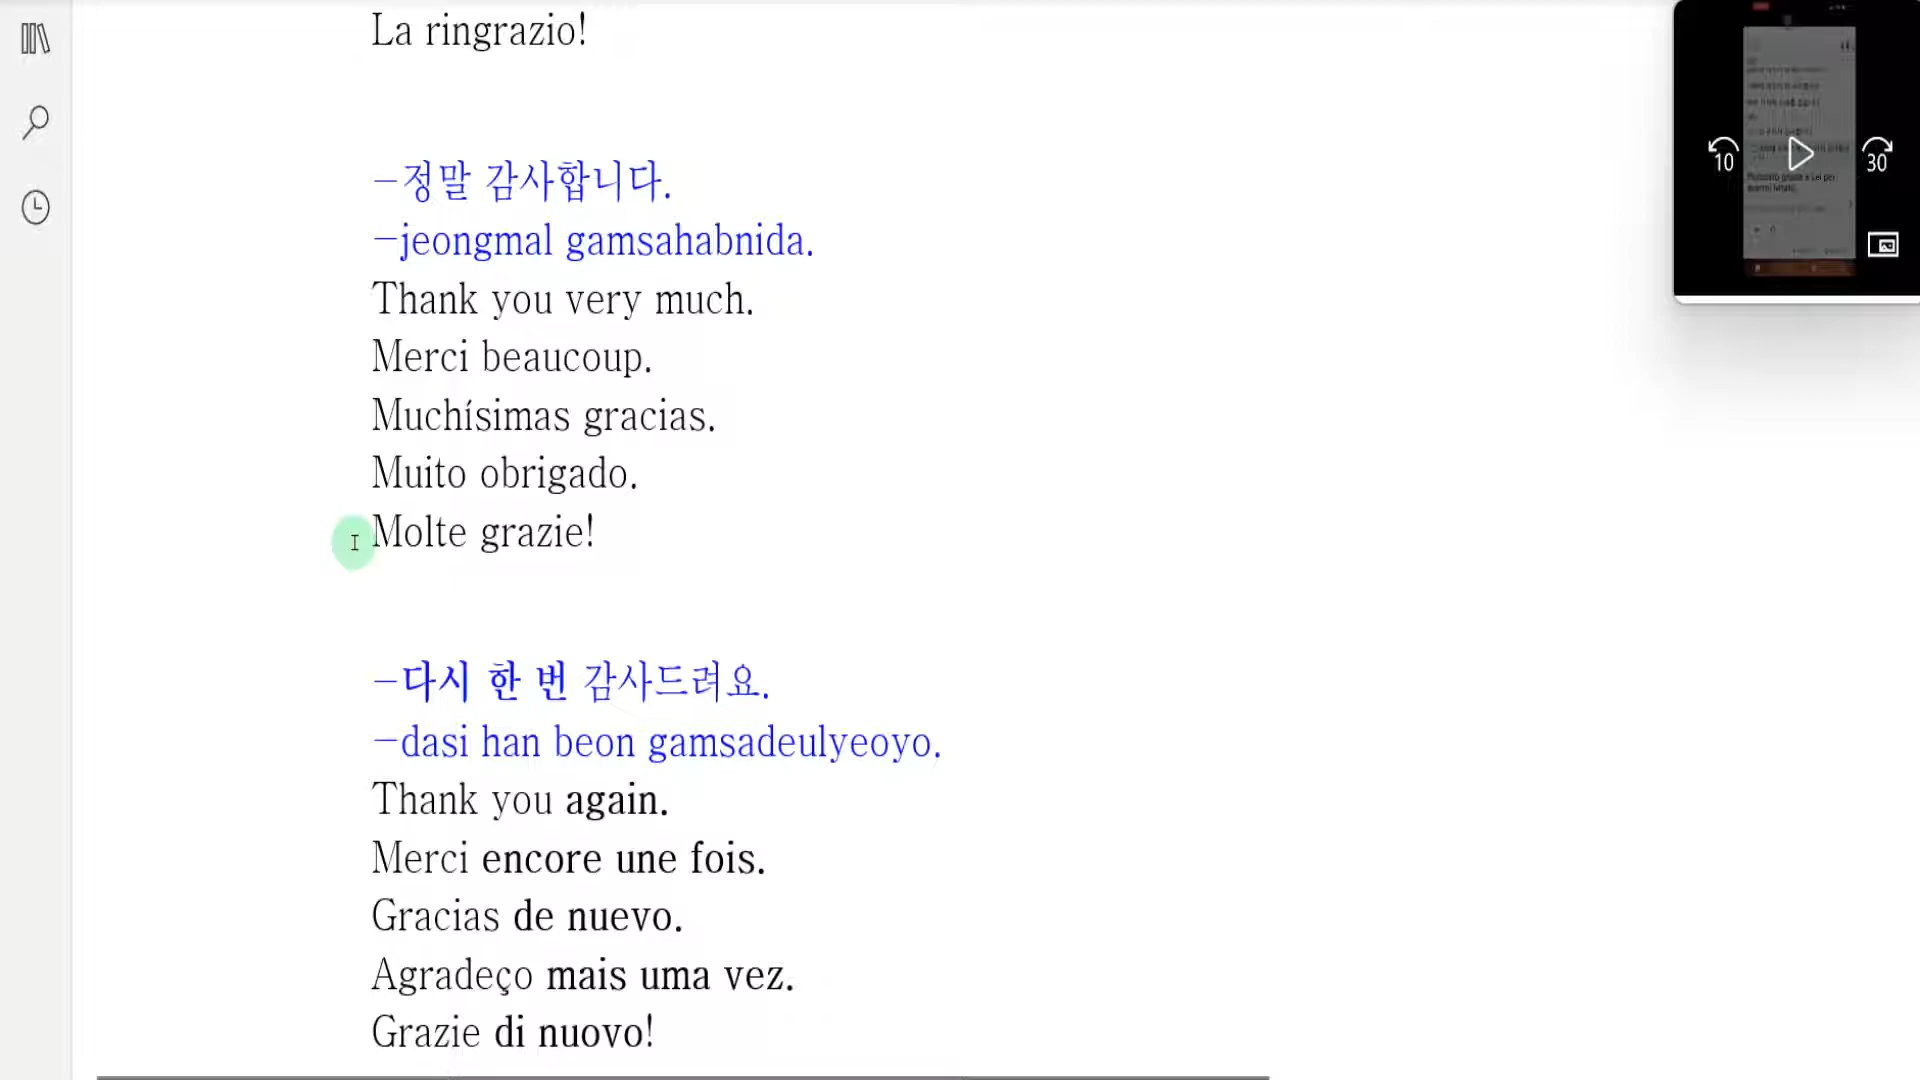 La ringrazio!
-정말 감사합니다.
-jeongmal gamsahabnida.
Thank you very much.
Merci beaucoup.
Muchísimas gracias.
Muito obrigado.
Molte grazie!
-다시 한 번 감사드려요.
-dasi han beon gamsadeulyeoyo.
Thank you again.
Merci encore une fois.
Gracias de nuevo.
Agradeço mais uma vez.
Grazie di nuovo!
10
30